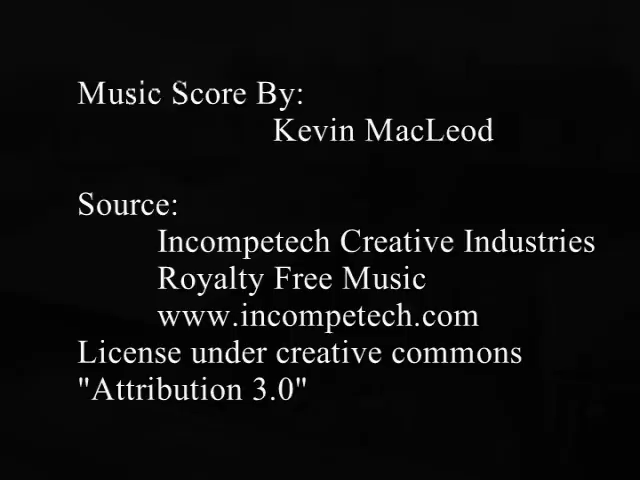 Music Score By:
Kevin MacLeod
Source:
Incompetech Creative Industries
Royalty Free Music
www.incompetech.com
License under creative commons
"Attribution 3.0"